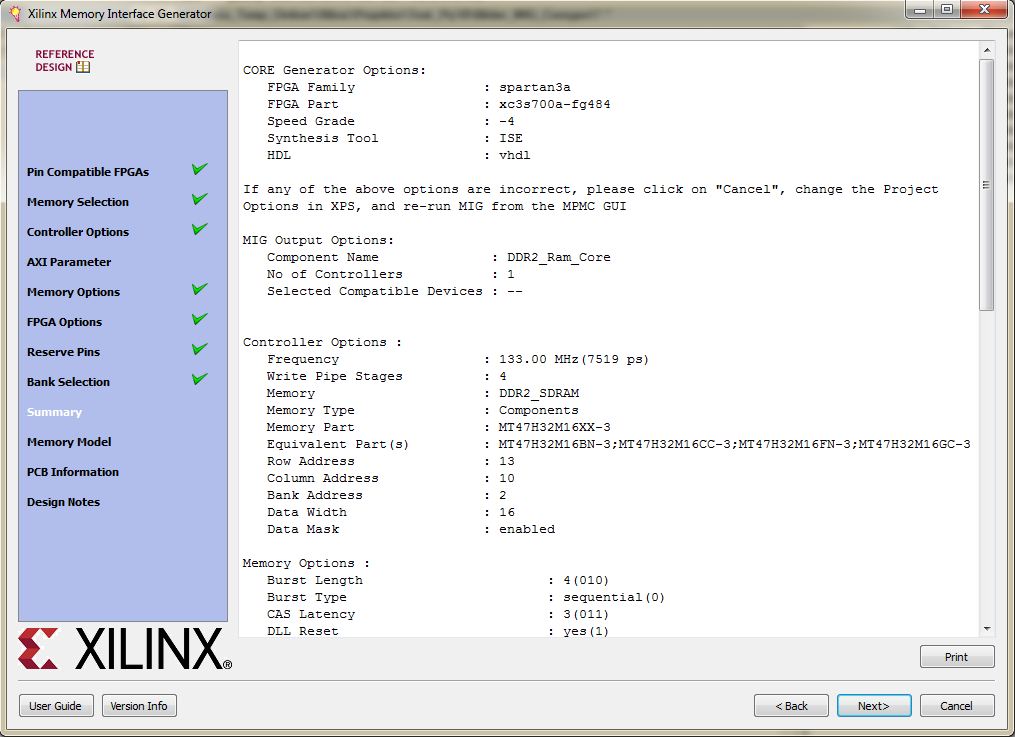 Xilinx Memory Interface Generator
REFERENCE
DESIGN
Pin Compatible FPGAs
Memory Selection
Controller Options
AXI Parameter
Memory Options
FPGA Options
Reserve Pins
Bank Selection
Summary
Memory Model
PCB Information
Design Notes
CORE Generator Options:
FPGA Family : spartan3a
FPGA Part : xc3s700a-fg484
Speed Grade : -4
Synthesis Tool : ISE
HDL : vhdl
If any of the above options are incorrect, please click on "Cancel", change the Project
Options in XPS, and re-run MIG from the MPMC GUI
MIG Output Options:
Component Name : DDR2_Ram_Core
No of Controllers : 1
Selected Compatible Devices : --
Controller Options :
Frequency : 133.00 MHz(7519 ps)
Write Pipe Stages : 4
Memory : DDR2_SDRAM
Memory Type : Components
Memory Part : MT47H32M16XX-3
Equivalent Part(s) : MT47H32M16BN-3;MT47H32M16CC-3;MT47H32M16FN-3;MT47H32M16GC-3
Row Address : 13
Column Address : 10
Bank Address : 2
Data Width : 16
Data Mask : enabled
Memory Options :
Burst Length : 4(010)
Burst Type : sequential(0)
CAS Latency : 3(011)
DLL Reset : yes(1)
XILINX®
Print
User Guide
Version Info
< Back
Next>
Cancel